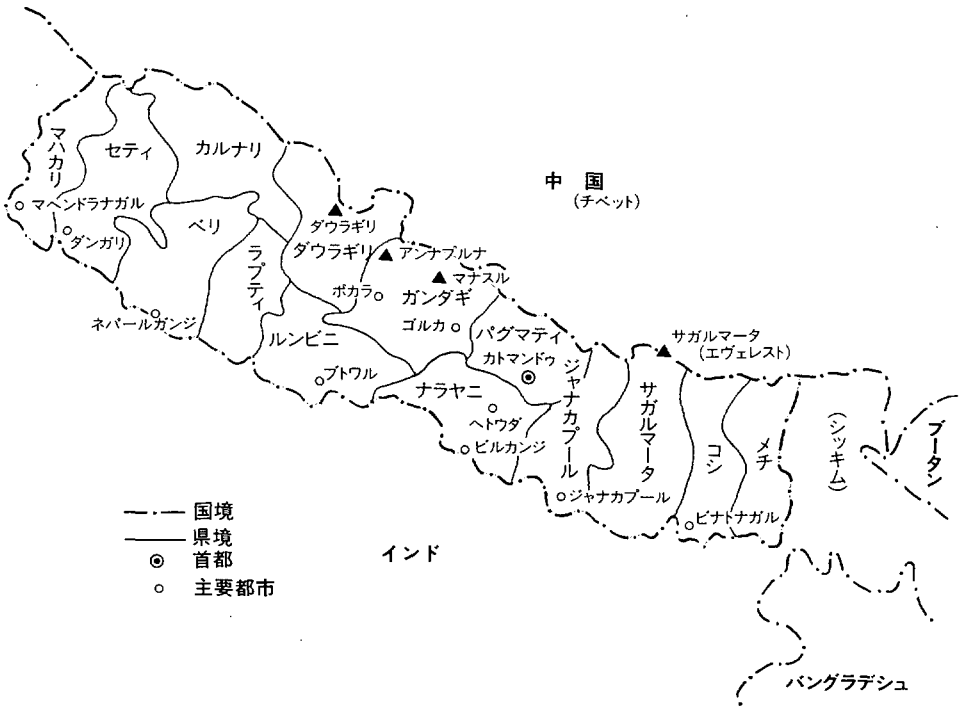 マハカリ
セティ
カルナリ
中国
(チベット)
マヘンドラナガル
ダンガリ
ベリ
ダウラギリ
ダウラギリ
アンナプルナ
マナスル
ラプティ
ポカラ
ガンダギ
ゴルカ
ネパールガンジ
ルンビニ
パグマティ
カトマンドゥ
サガルマータ
(エヴェレスト)
ブトワル
ナラヤニ
ジャナカプール
サガルマータ
コシ
メチ
(シッキム)
ブータン
ヘトウダ
ビルカンジ
ジャナカプール
ビナトナガル
国境
県境
首都
主要都市
インド
バングラデシュ